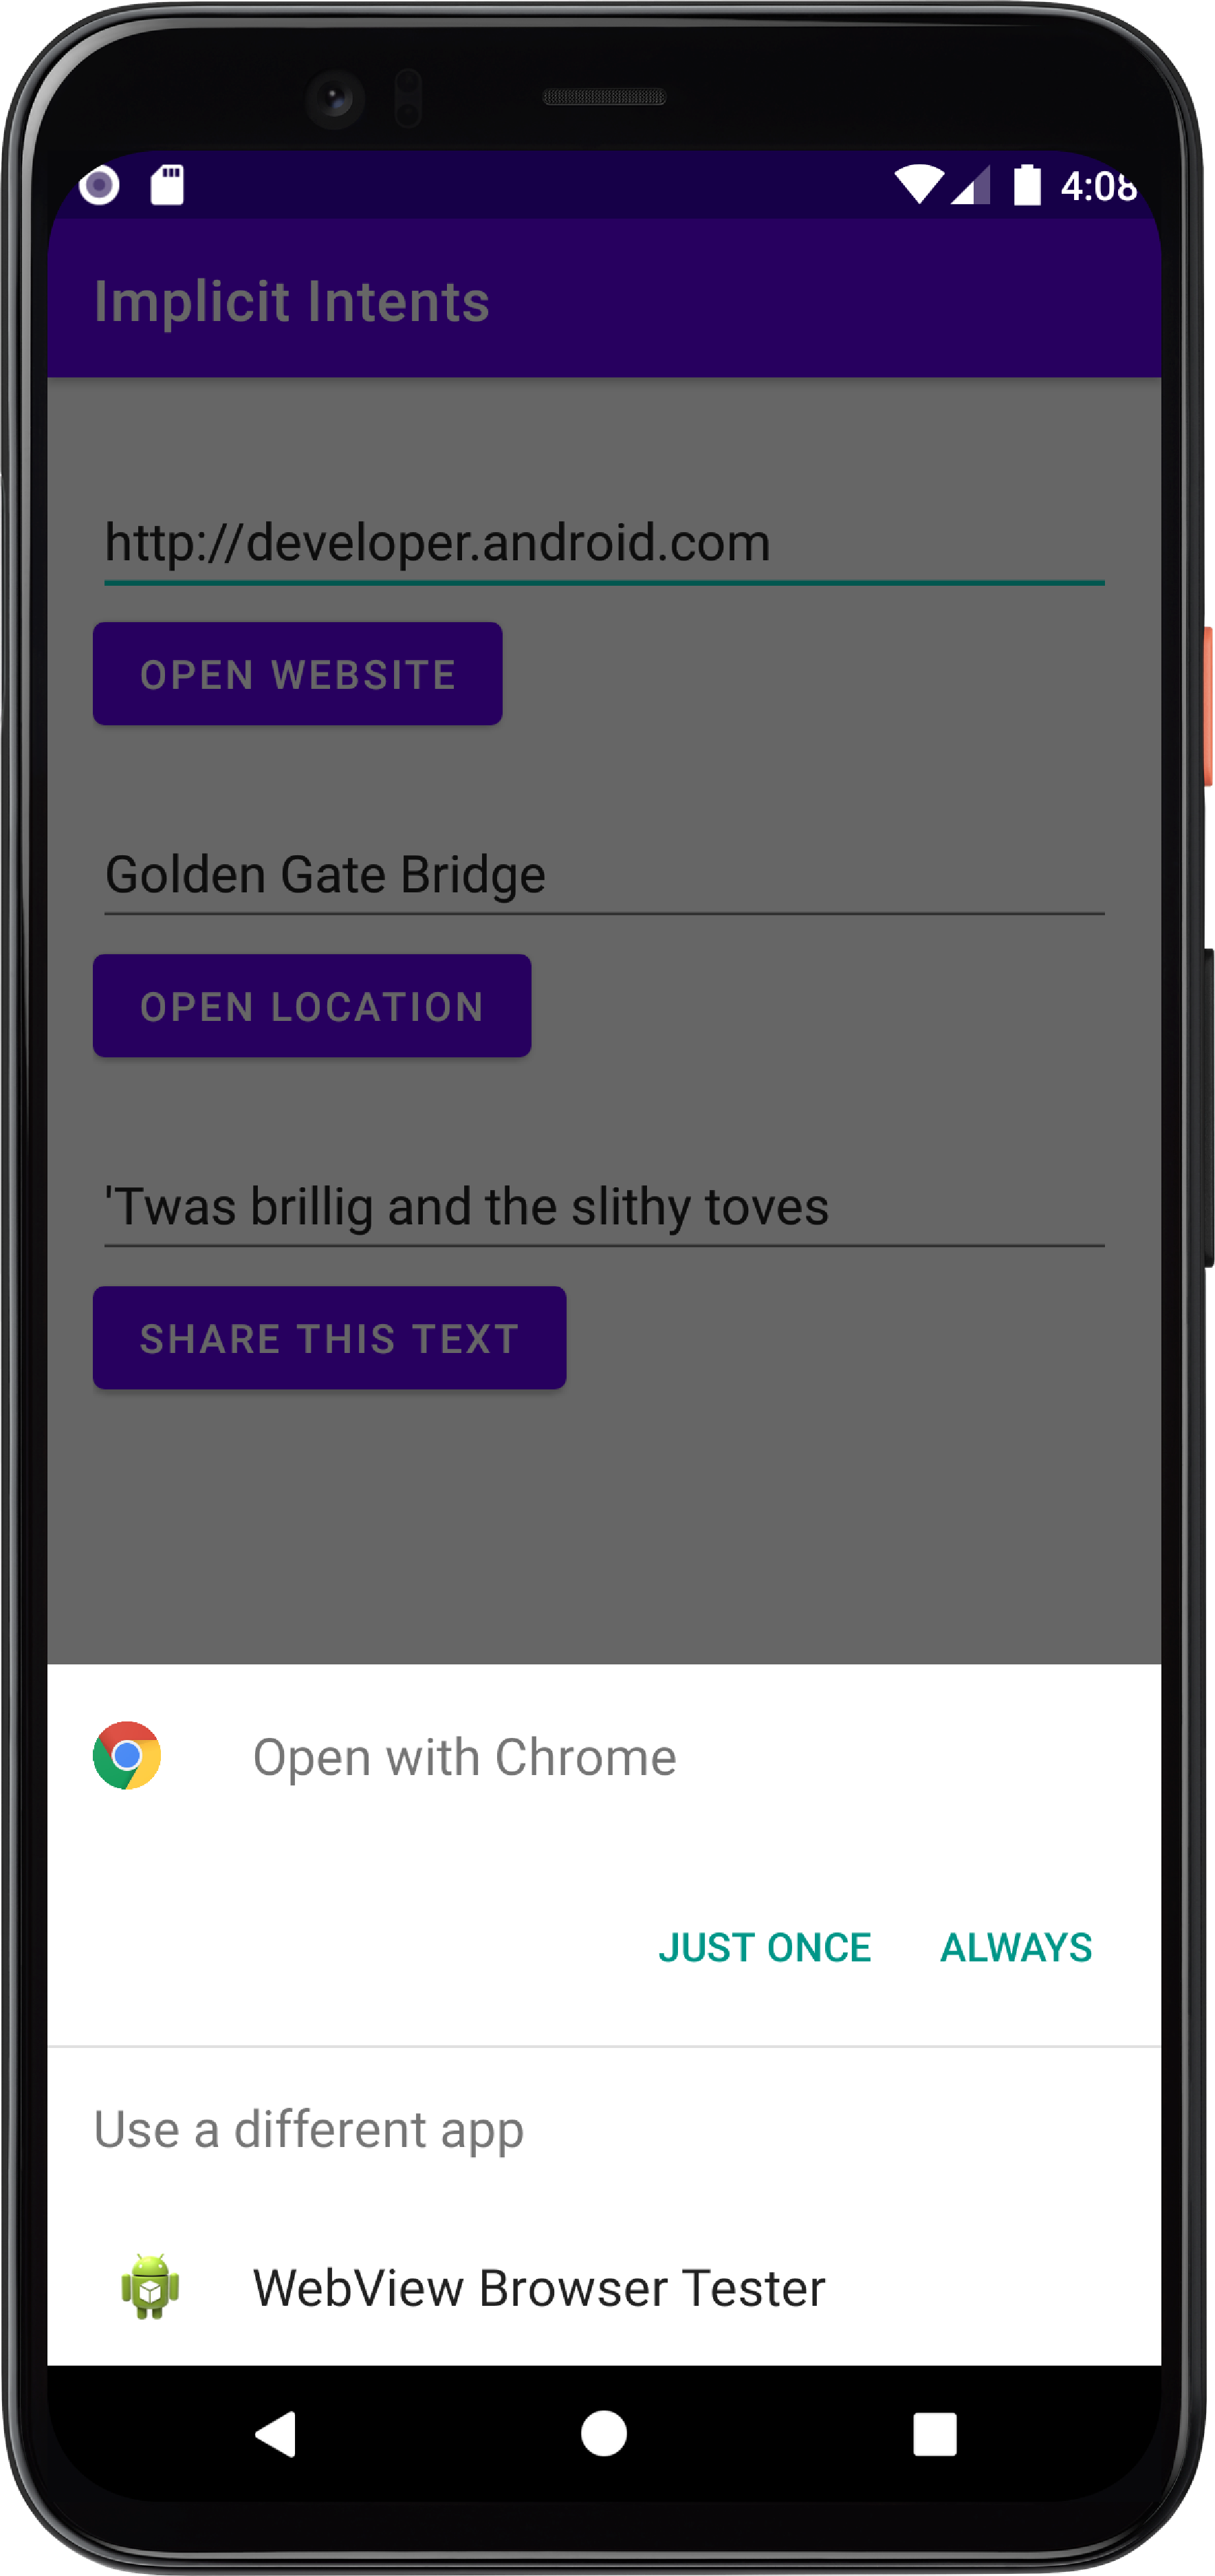 4:08
Implicit Intents
http://developer.android.com
OPEN WEBSITE
Golden Gate Bridge
OPEN LOCATION
'Twas brillig and the slithy toves
SHARE THIS TEXT
Open with Chrome
JUST ONCE ALWAYS
Use a different app
WebView Browser Tester